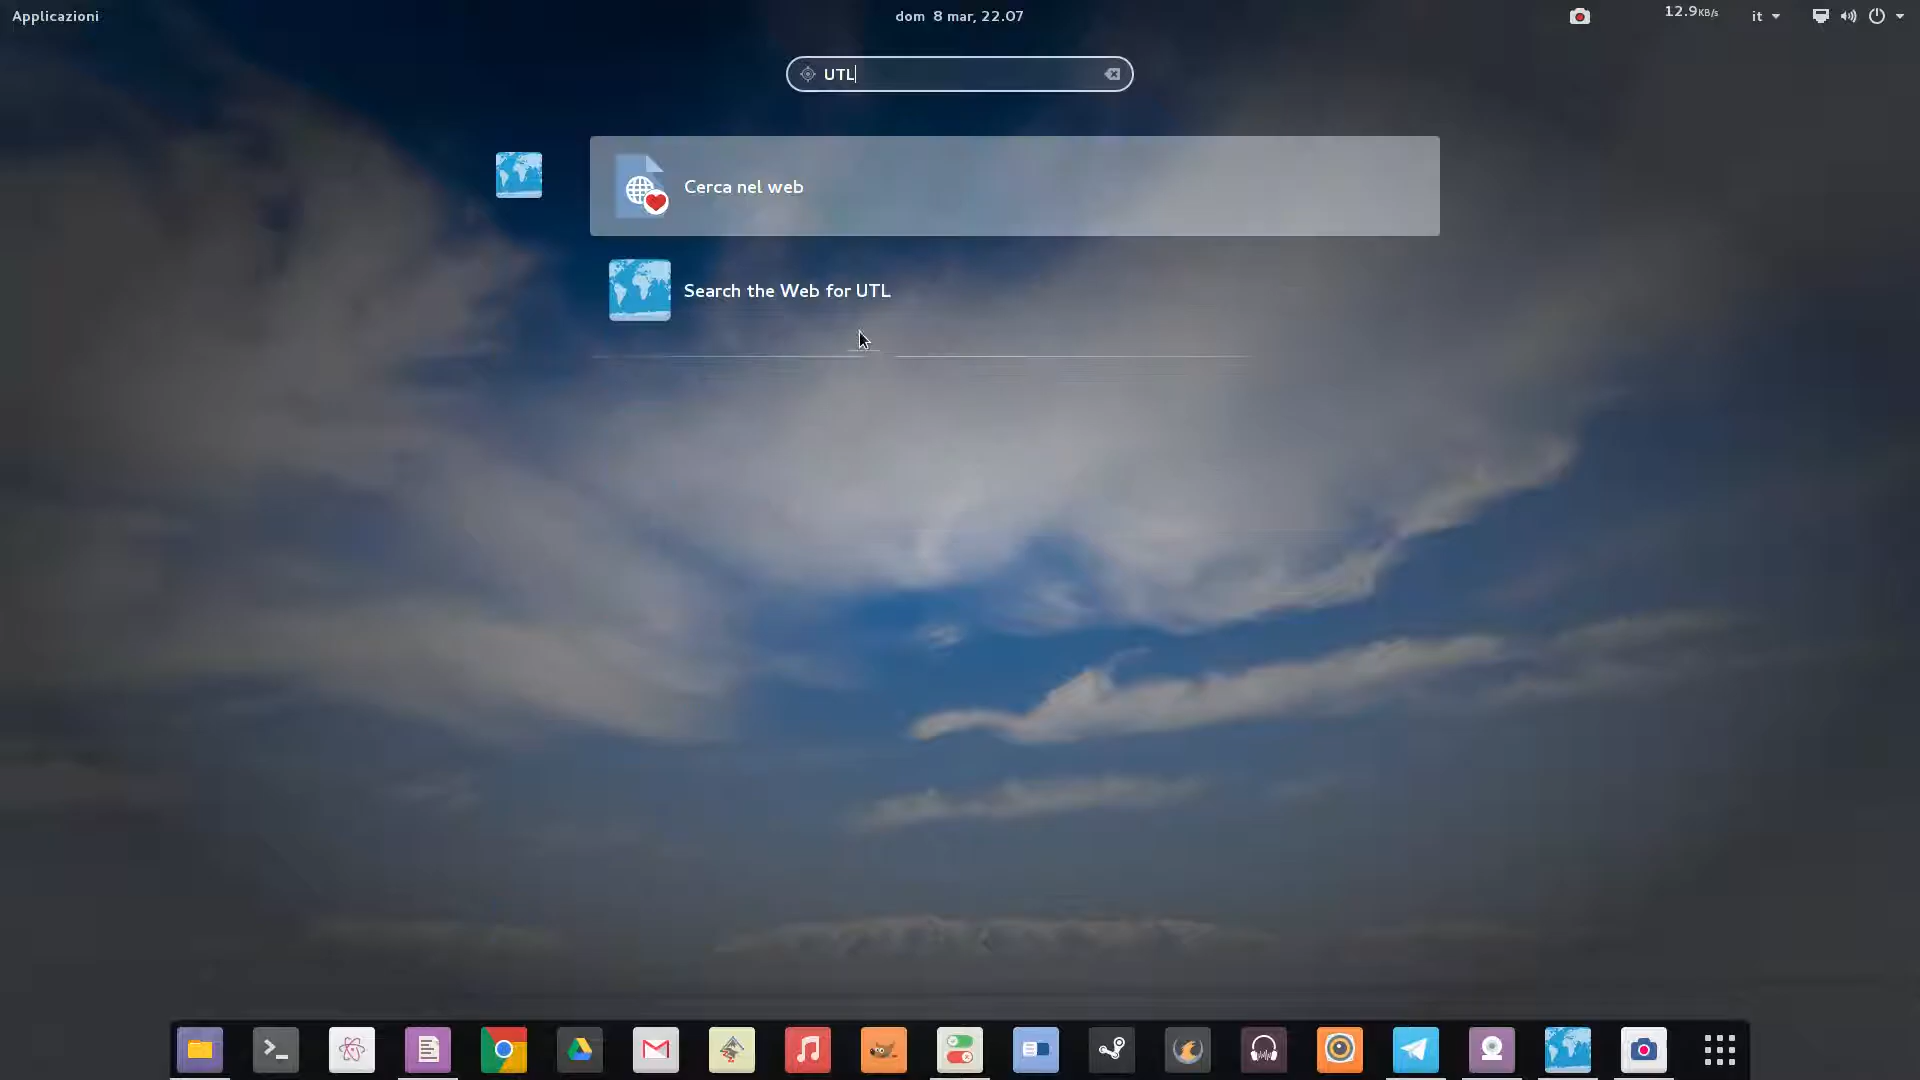 Applicazioni
dom 8 mar, 22.07
12.9KB/s
it
UTL
Cerca nel web
Search the Web for UTL